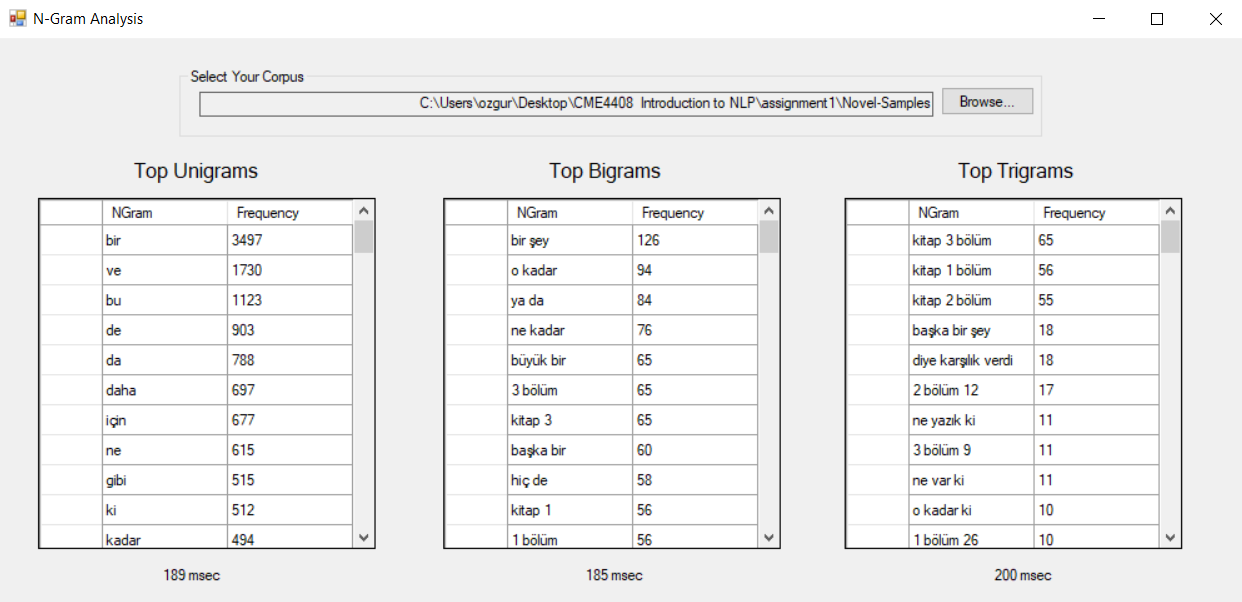 N-Gram Analysis
Select Your Corpus
C:\Users\ozgur\Desktop\CME4408 Introduction to NLP\assignment1\Novel-Samples
Browse...
Top Unigrams
NGram Frequency
bir 3497
ve 1730
bu 1123
de 903
da 788
daha 697
için 677
ne 615
gibi 515
ki 512
kadar 494
189 msec
Top Bigrams
NGram Frequency
bir şey 126
o kadar 94
ya da 84
ne kadar 76
büyük bir 65
3 bölüm 65
kitap 3 65
başka bir 60
hiç de 58
kitap 1 56
1 bölüm 56
185 msec
Top Trigrams
NGram Frequency
kitap 3 bölüm 65
kitap 1 bölüm 56
kitap 2 bölüm 55
başka bir şey 18
diye karşılık verdi 18
2 bölüm 12 17
ne yazık ki 11
3 bölüm 9 11
ne var ki 11
o kadar ki 10
1 bölüm 26 10
200 msec